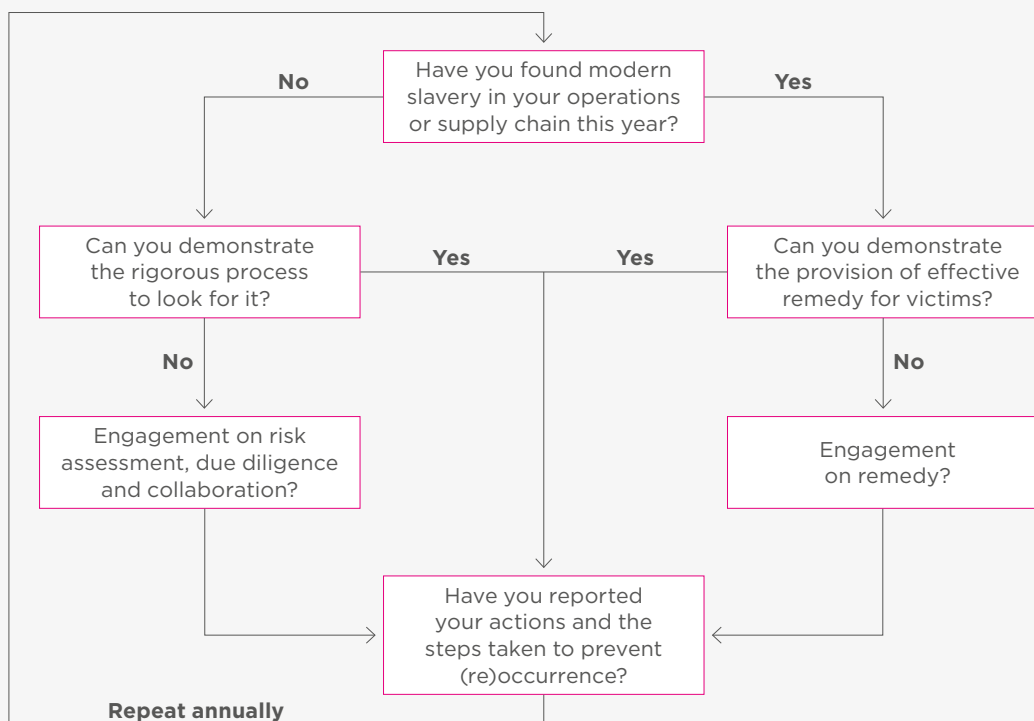 Have you found modern
slavery in your operations
or supply chain this year?
No
Yes
Can you demonstrate
the rigorous process
to look for it?
Yes
Yes
Can you demonstrate
the provision of effective
remedy for victims?
No
No
Engagement on risk
assessment, due diligence
and collaboration?
Engagement
on remedy?
Have you reported
your actions and the
steps taken to prevent
(re)occurrence?
Repeat annually